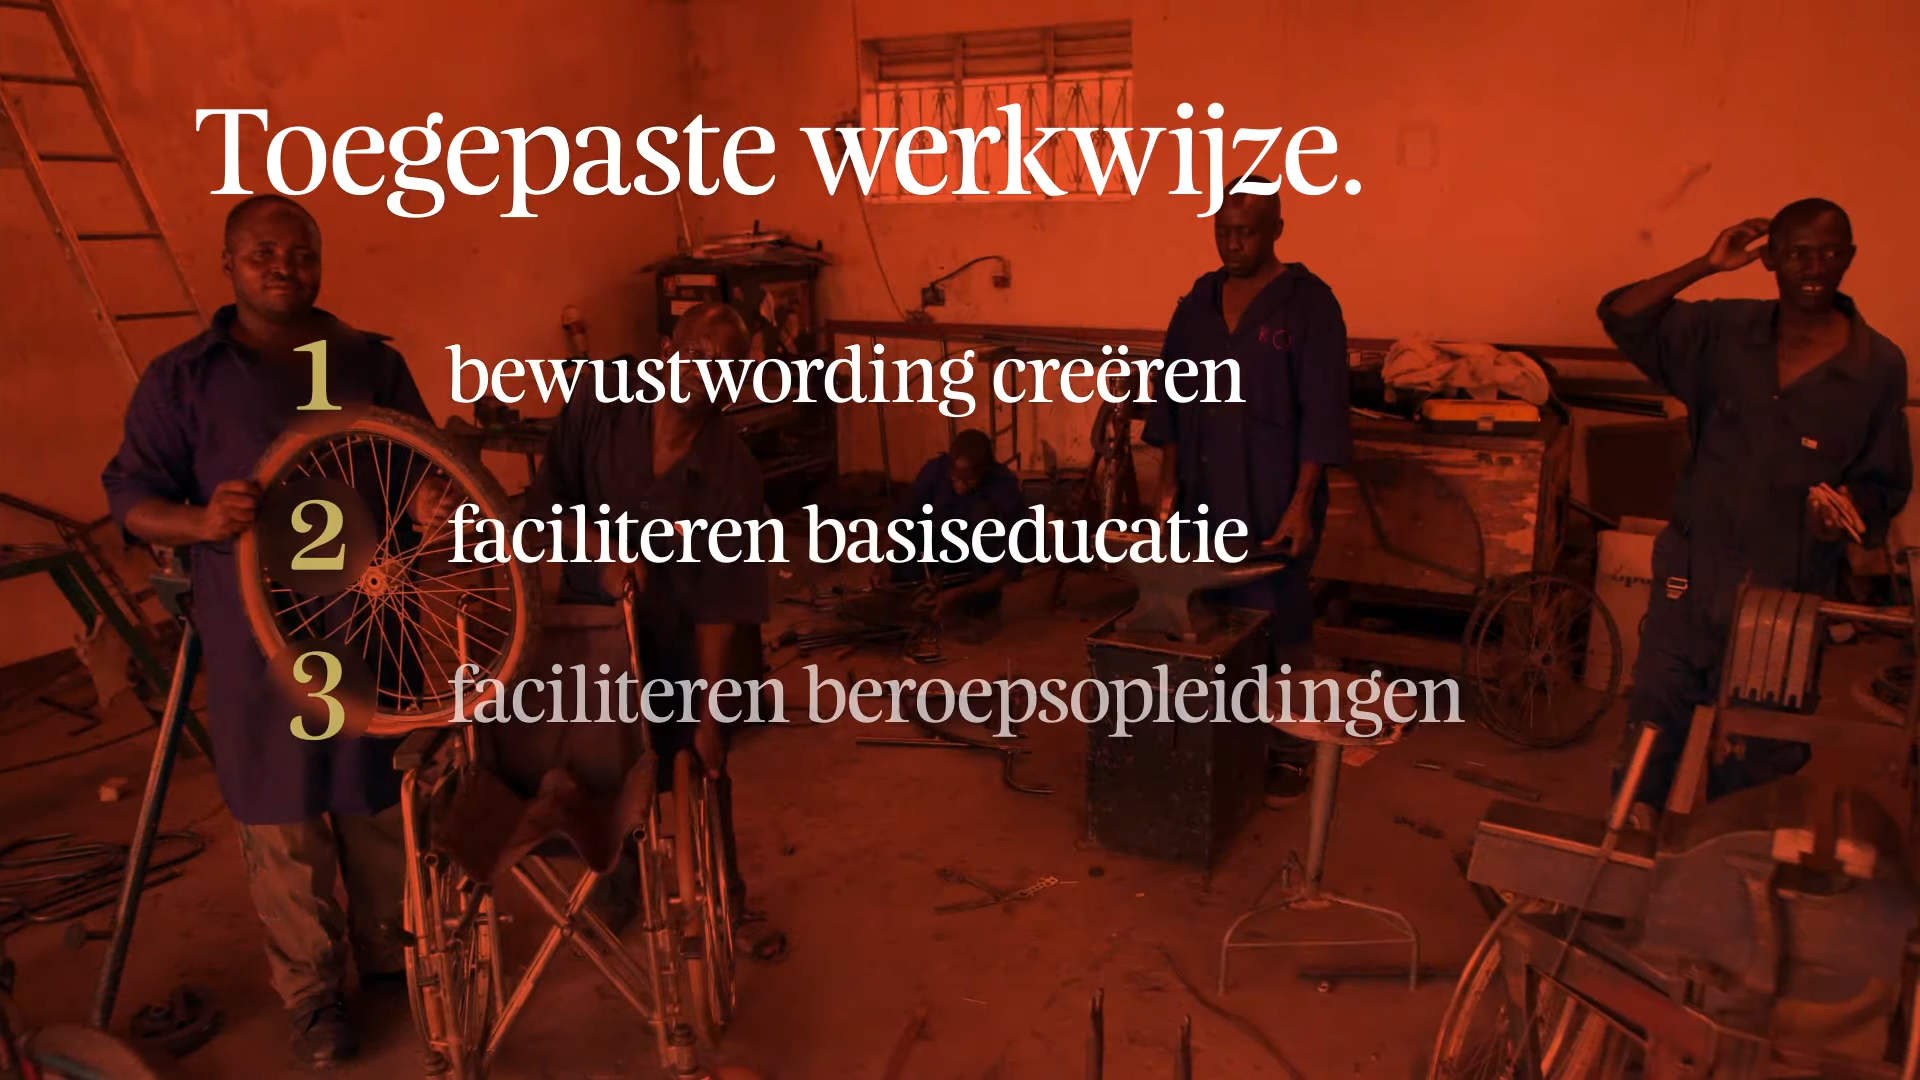 Toegepaste werkwijze.
1 bewustwording creëren
2 faciliteren basiseducatie
3 faciliteren beroepsopleidingen